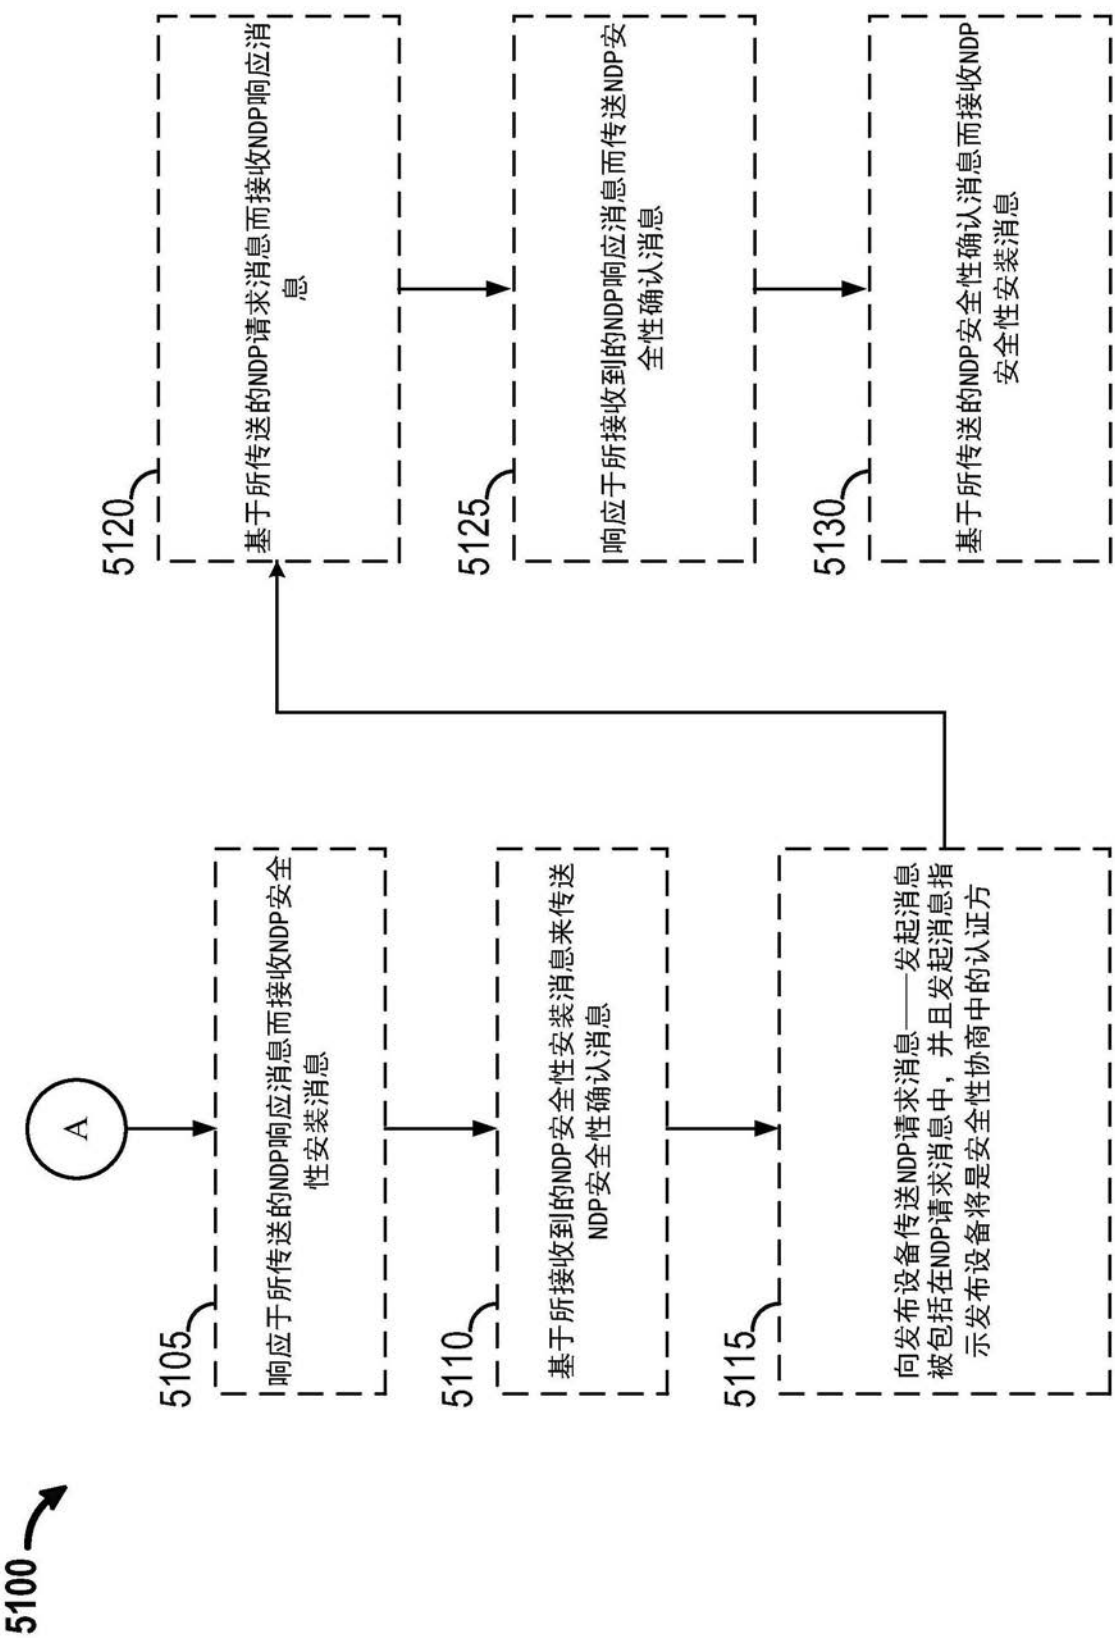 5100
A
5105
响应于所传送的NDP响应消息而接收NDP安全
性安装消息
5110
基于所接收到的NDP安全性安装消息来传送
NDP安全性确认消息
5115
向发布设备传送NDP请求消息——发起消息
被包括在NDP请求消息中，并且发起消息指
示发布设备将是安全性协商中的认证方
5120
基于所传送的NDP请求消息而接收NDP响应消
息
5125
响应于所接收到的NDP响应消息而传送NDP安
全性确认消息
5130
基于所传送的NDP安全性确认消息而接收NDP
安全性安装消息